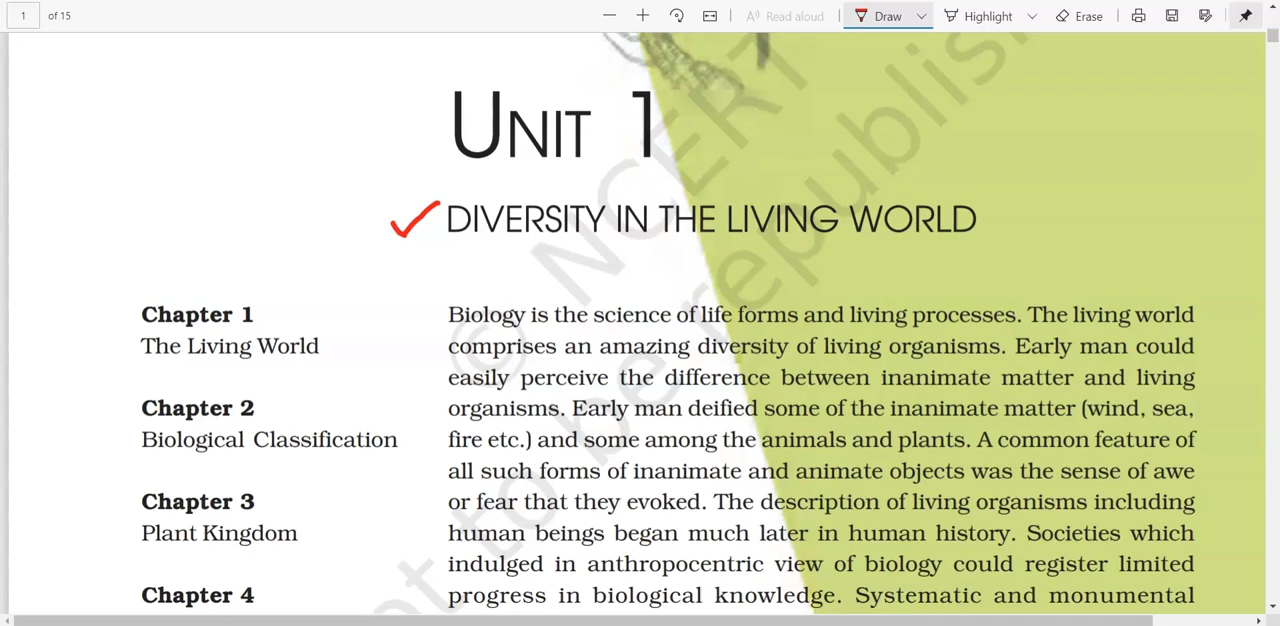 1 of 15
Read aloud
Draw
Highlight
Erase
UNIT 1
DIVERSITY IN THE LIVING WORLD
Chapter 1
The Living World
Chapter 2
Biological Classification
Chapter 3
Plant Kingdom
Chapter 4
Biology is the science of life forms and living processes. The living world
comprises an amazing diversity of living organisms. Early man could
easily perceive the difference between inanimate matter and living
organisms. Early man deified some of the inanimate matter (wind, sea,
fire etc.) and some among the animals and plants. A common feature of
all such forms of inanimate and animate objects was the sense of awe
or fear that they evoked. The description of living organisms including
human beings began much later in human history. Societies which
indulged in anthropocentric view of biology could register limited
progress in biological knowledge. Systematic and monumental
© NCERT
not to be republish